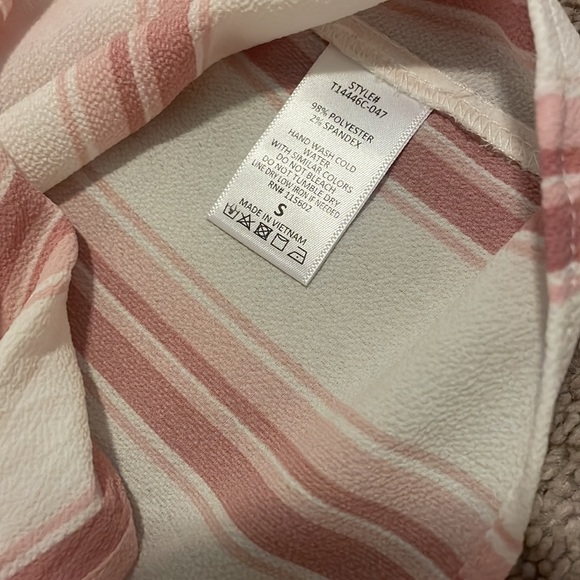 STYLE#
T14446C-047
98% POLYESTER
2% SPANDEX
HAND WASH COLD
WATER
WITH SIMILAR COLORS
DO NOT BLEACH
DO NOT TUMBLE DRY
LINE DRY LOW IRON IF NEEDED
RN# 115602
S
MADE IN VIETNAM